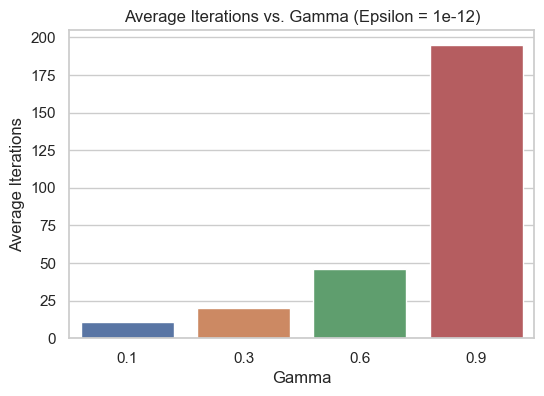 Average Iterations vs. Gamma (Epsilon = 1e-12)
Average Iterations
200
175
150
125
100
75
50
25
0
0.1 0.3 0.6 0.9
Gamma